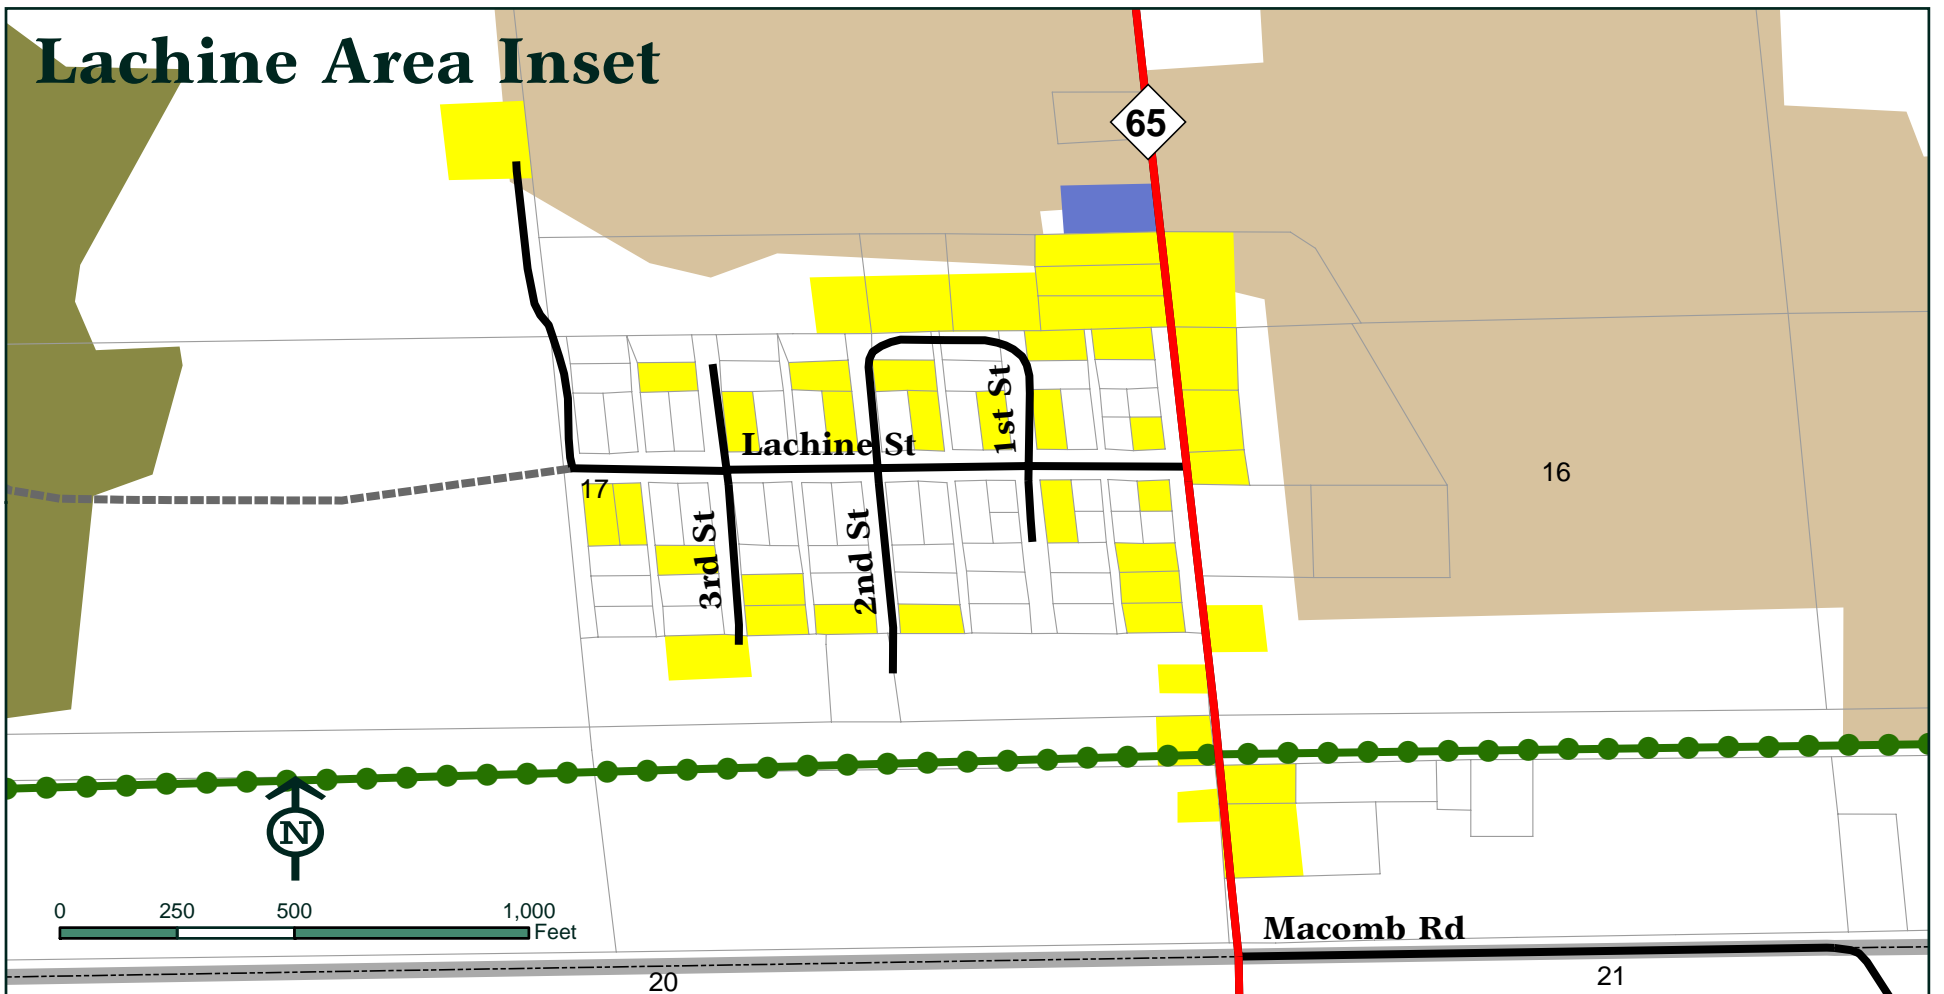 Lachine Area Inset
65
1st St
Lachine St
16
17
3rd St
2nd St
N
0 250 500 1,000
Feet
Macomb Rd
20
21